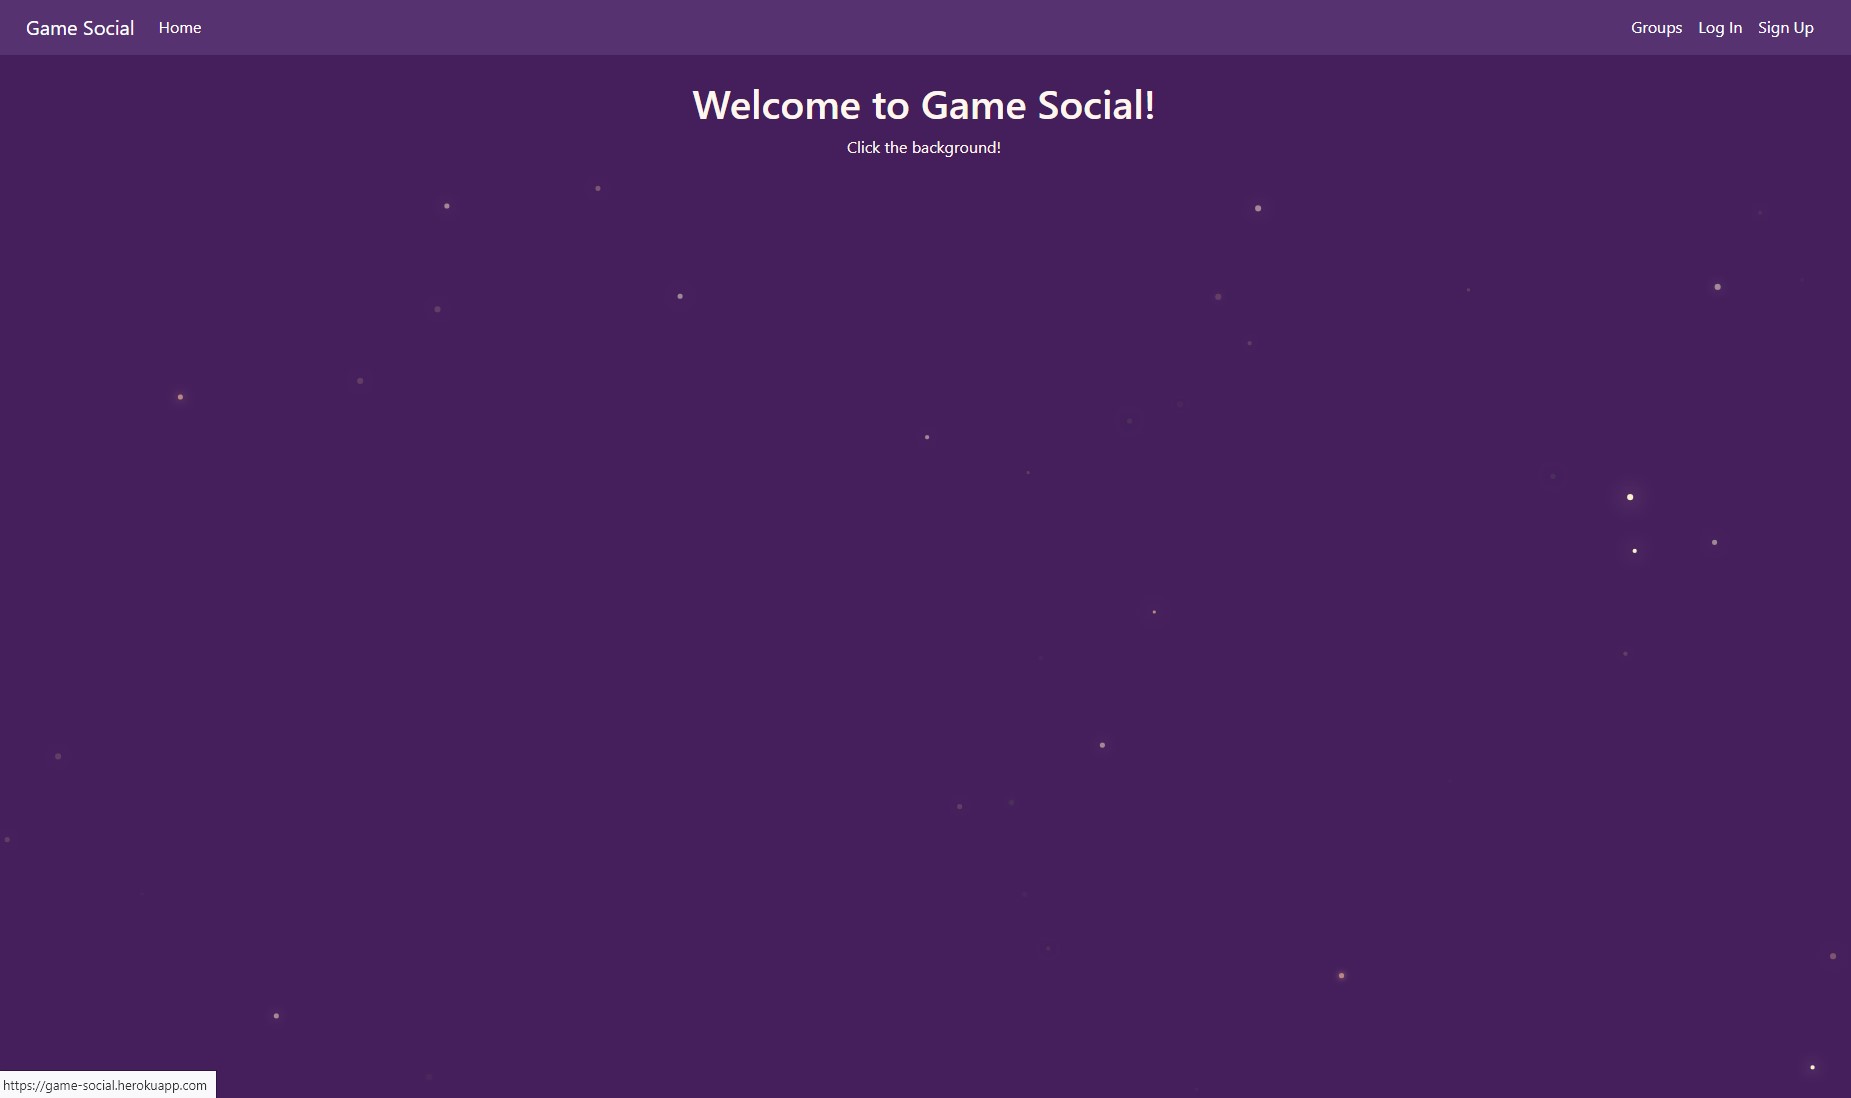 Game Social Home Groups Log In Sign Up
Welcome to Game Social!
Click the background!
https://game-social.herokuapp.com